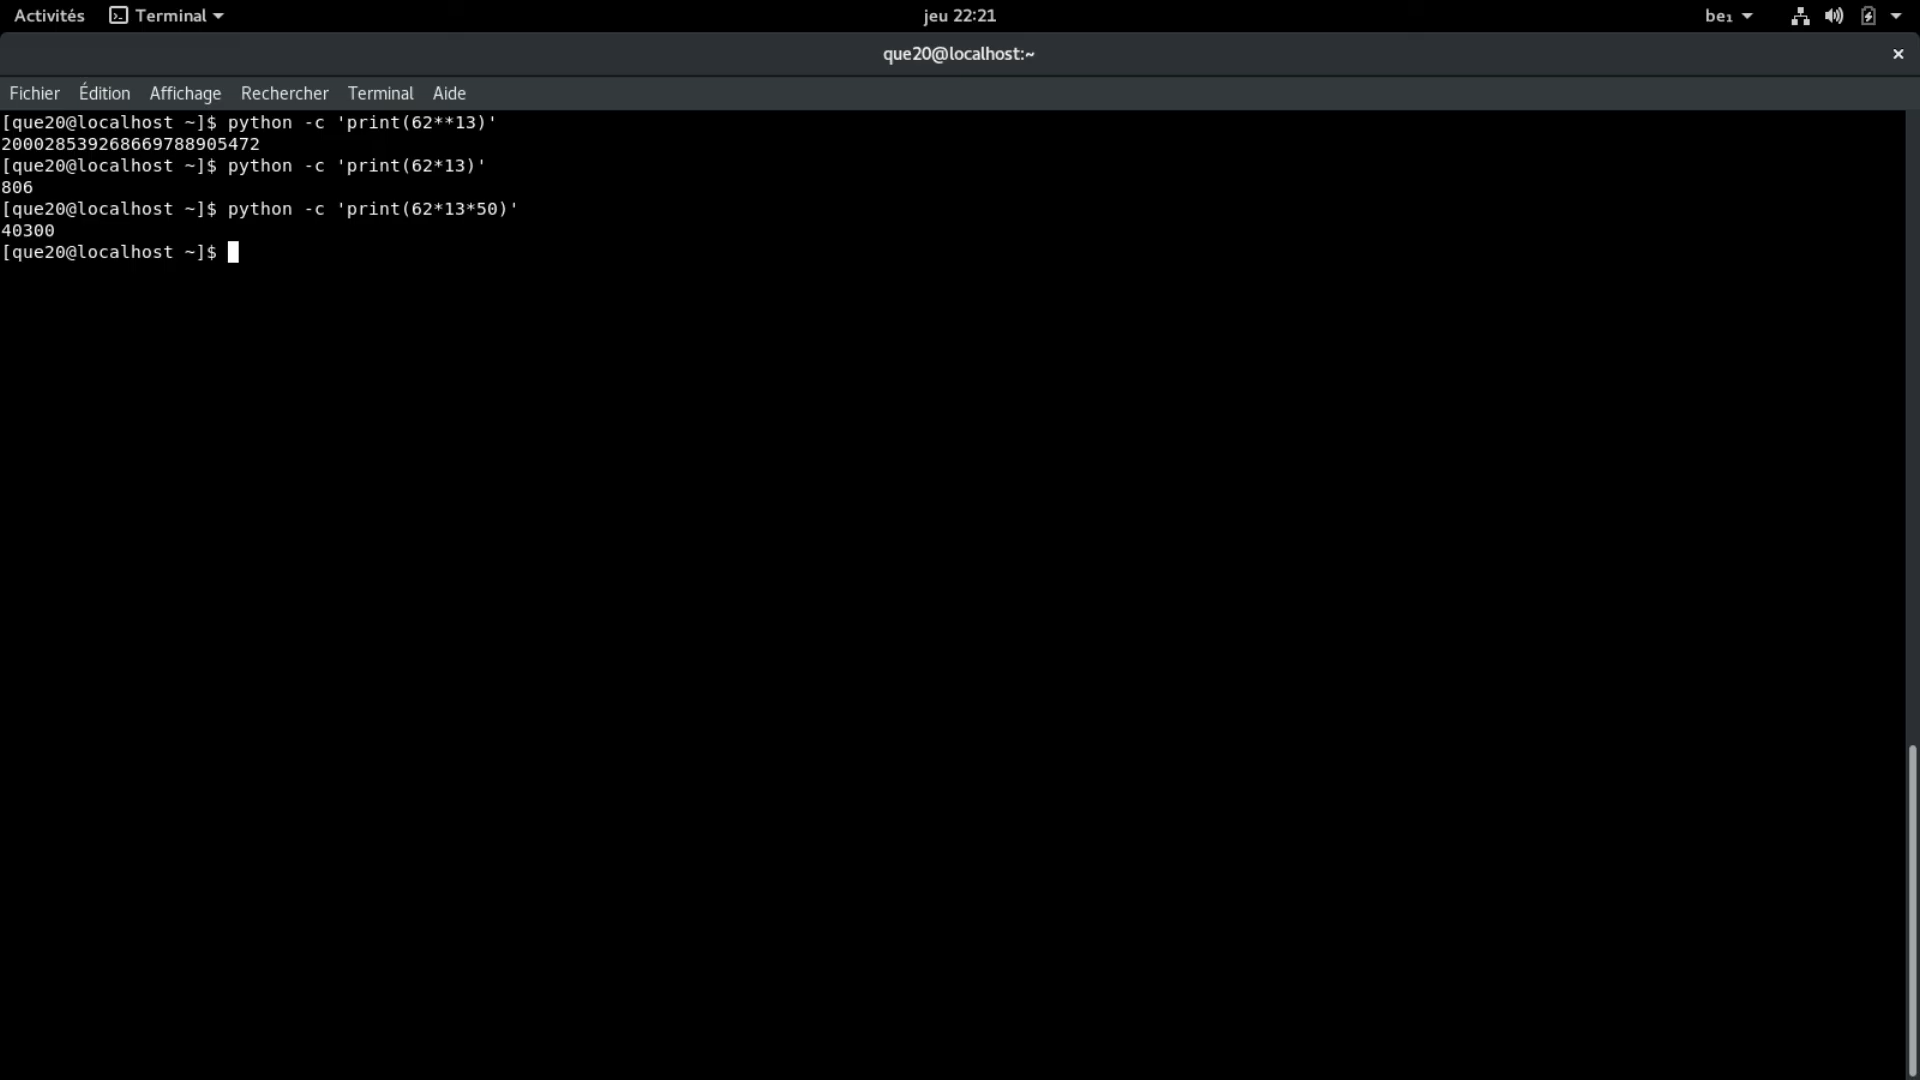 Activités Terminal jeu 22:21 be₁
que20@localhost:~
Fichier Édition Affichage Rechercher Terminal Aide
[que20@localhost ~]$ python -c 'print(62**13)'
200028539268669788905472
[que20@localhost ~]$ python -c 'print(62*13)'
806
[que20@localhost ~]$ python -c 'print(62*13*50)'
40300
[que20@localhost ~]$